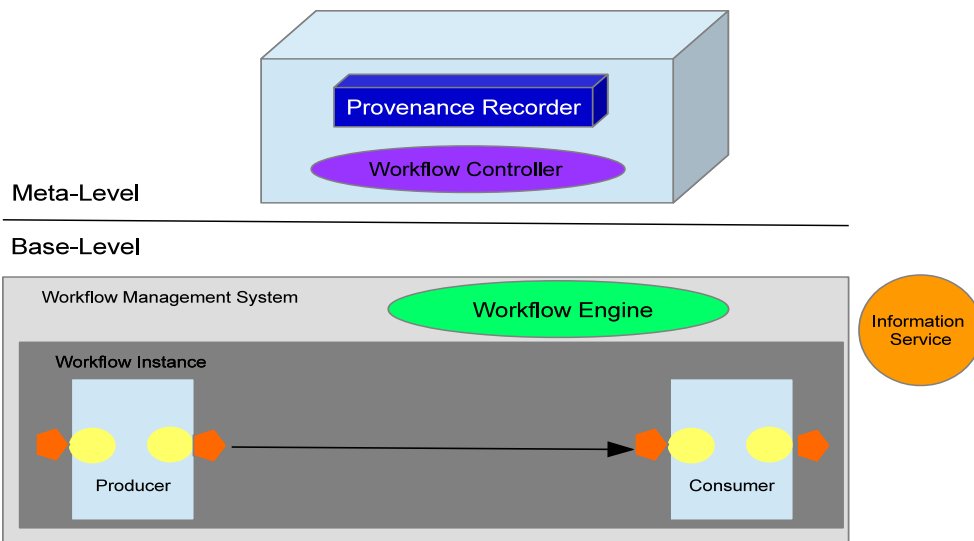 Provenance Recorder
Workflow Controller
Meta-Level
Base-Level
Workflow Management System
Workflow Engine
Information
Service
Workflow Instance
Producer
Consumer